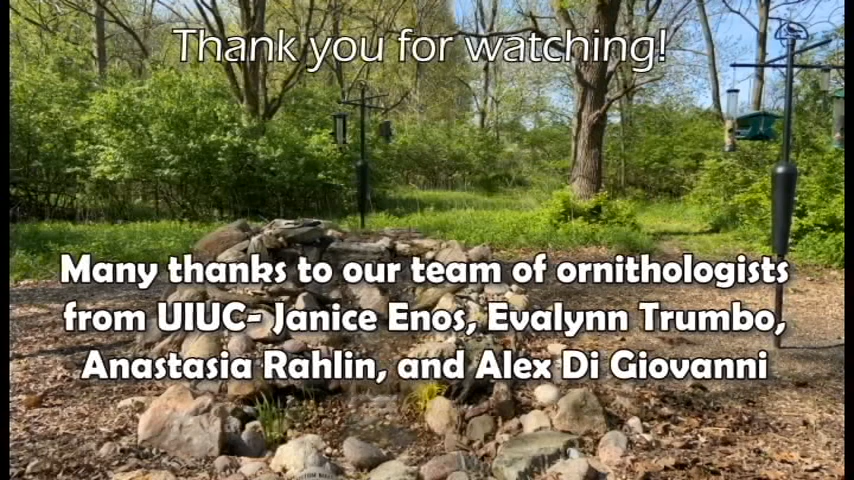 Thank you for watching!
Many thanks to our team of ornithologists
from UIUC- Janice Enos, Evalynn Trumbo,
Anastasia Rahlin, and Alex Di Giovanni